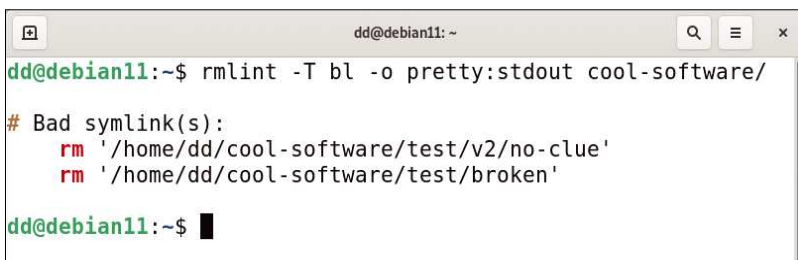 dd@debian11: ~
dd@debian11:~$ rmlint -T bl -o pretty:stdout cool-software/
# Bad symlink(s):
rm '/home/dd/cool-software/test/v2/no-clue'
rm '/home/dd/cool-software/test/broken'
dd@debian11:~$